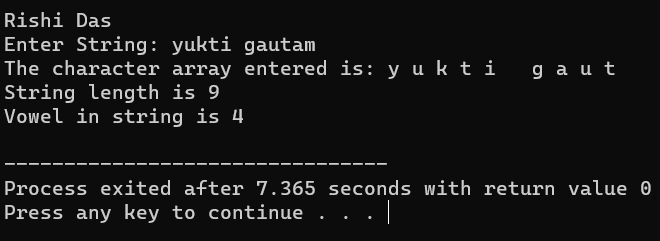 Rishi Das
Enter String: yukti gautam
The character array entered is: y u k t i   g a u t
String length is 9
Vowel in string is 4
--------------------------------
Process exited after 7.365 seconds with return value 0
Press any key to continue . . .